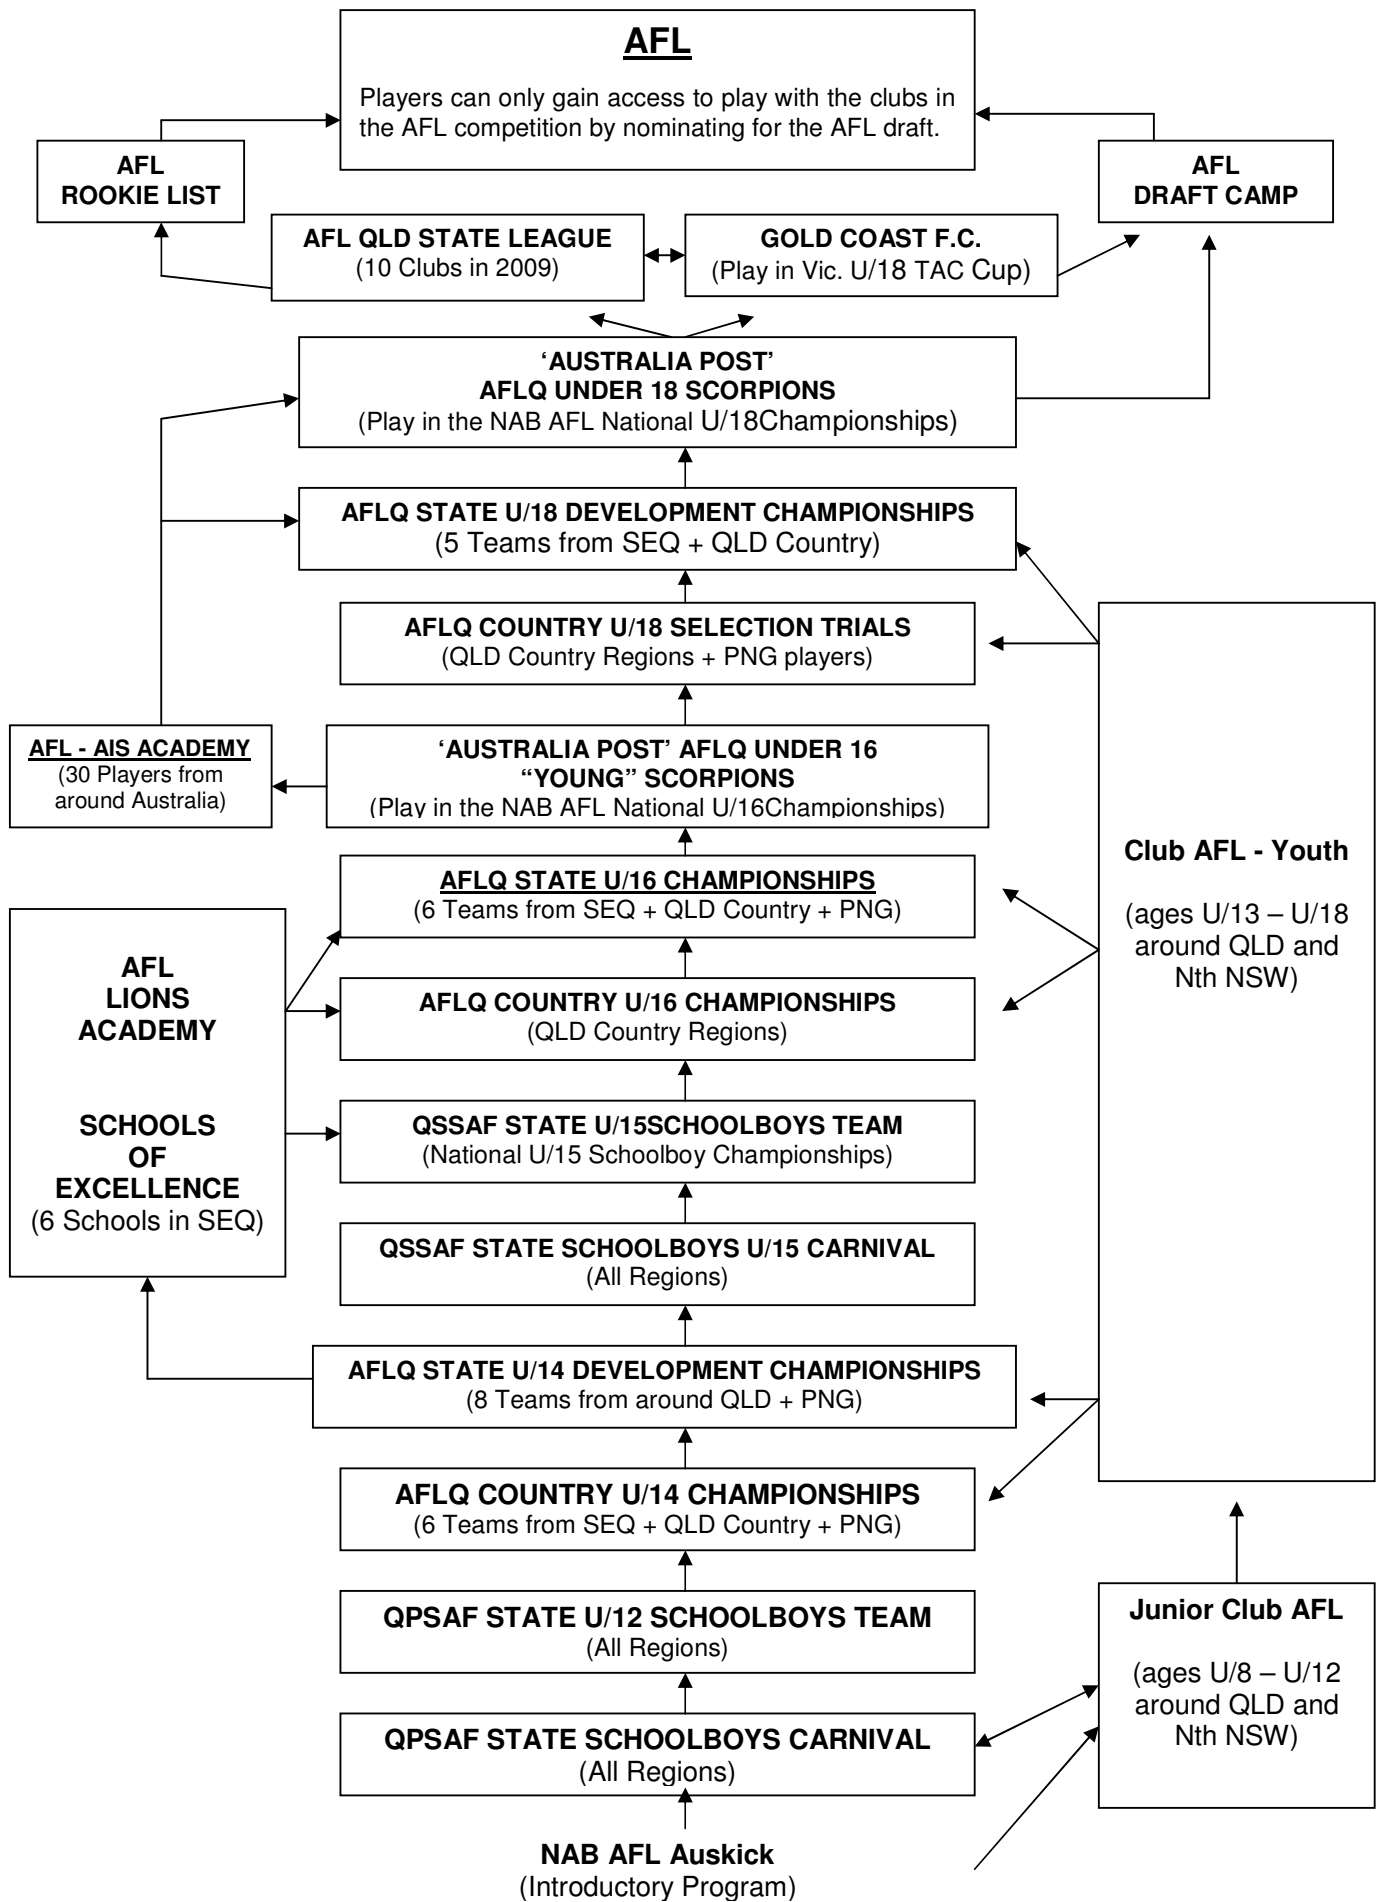 AFL
Players can only gain access to play with the clubs in
the AFL competition by nominating for the AFL draft.
AFL
ROOKIE LIST
AFL
DRAFT CAMP
AFL QLD STATE LEAGUE
(10 Clubs in 2009)
GOLD COAST F.C.
(Play in Vic. U/18 TAC Cup)
‘AUSTRALIA POST’
AFLQ UNDER 18 SCORPIONS
(Play in the NAB AFL National U/18Championships)
AFLQ STATE U/18 DEVELOPMENT CHAMPIONSHIPS
(5 Teams from SEQ + QLD Country)
AFLQ COUNTRY U/18 SELECTION TRIALS
(QLD Country Regions + PNG players)
AFL - AIS ACADEMY
(30 Players from
around Australia)
‘AUSTRALIA POST’ AFLQ UNDER 16
“YOUNG” SCORPIONS
(Play in the NAB AFL National U/16Championships)
Club AFL - Youth
(ages U/13 – U/18
around QLD and
Nth NSW)
AFLQ STATE U/16 CHAMPIONSHIPS
(6 Teams from SEQ + QLD Country + PNG)
AFL
LIONS
ACADEMY
SCHOOLS
OF
EXCELLENCE
(6 Schools in SEQ)
AFLQ COUNTRY U/16 CHAMPIONSHIPS
(QLD Country Regions)
QSSAF STATE U/15SCHOOLBOYS TEAM
(National U/15 Schoolboy Championships)
QSSAF STATE SCHOOLBOYS U/15 CARNIVAL
(All Regions)
AFLQ STATE U/14 DEVELOPMENT CHAMPIONSHIPS
(8 Teams from around QLD + PNG)
AFLQ COUNTRY U/14 CHAMPIONSHIPS
(6 Teams from SEQ + QLD Country + PNG)
QPSAF STATE U/12 SCHOOLBOYS TEAM
(All Regions)
Junior Club AFL
(ages U/8 – U/12
around QLD and
Nth NSW)
QPSAF STATE SCHOOLBOYS CARNIVAL
(All Regions)
NAB AFL Auskick
(Introductory Program)